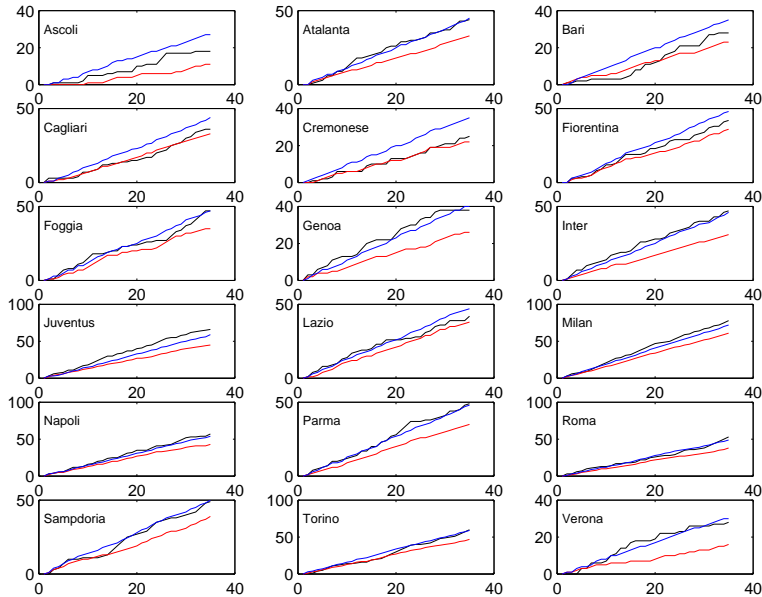 40
20
0
0 20 40
Ascoli
50
0
0 20 40
Atalanta
40
20
0
0 20 40
Bari
50
0
0 20 40
Cagliari
40
20
0
0 20 40
Cremonese
50
0
0 20 40
Fiorentina
50
0
0 20 40
Foggia
40
20
0
0 20 40
Genoa
50
0
0 20 40
Inter
100
50
0
0 20 40
Juventus
50
0
0 20 40
Lazio
100
50
0
0 20 40
Milan
100
50
0
0 20 40
Napoli
50
0
0 20 40
Parma
100
50
0
0 20 40
Roma
50
0
0 20 40
Sampdoria
100
50
0
0 20 40
Torino
40
20
0
0 20 40
Verona